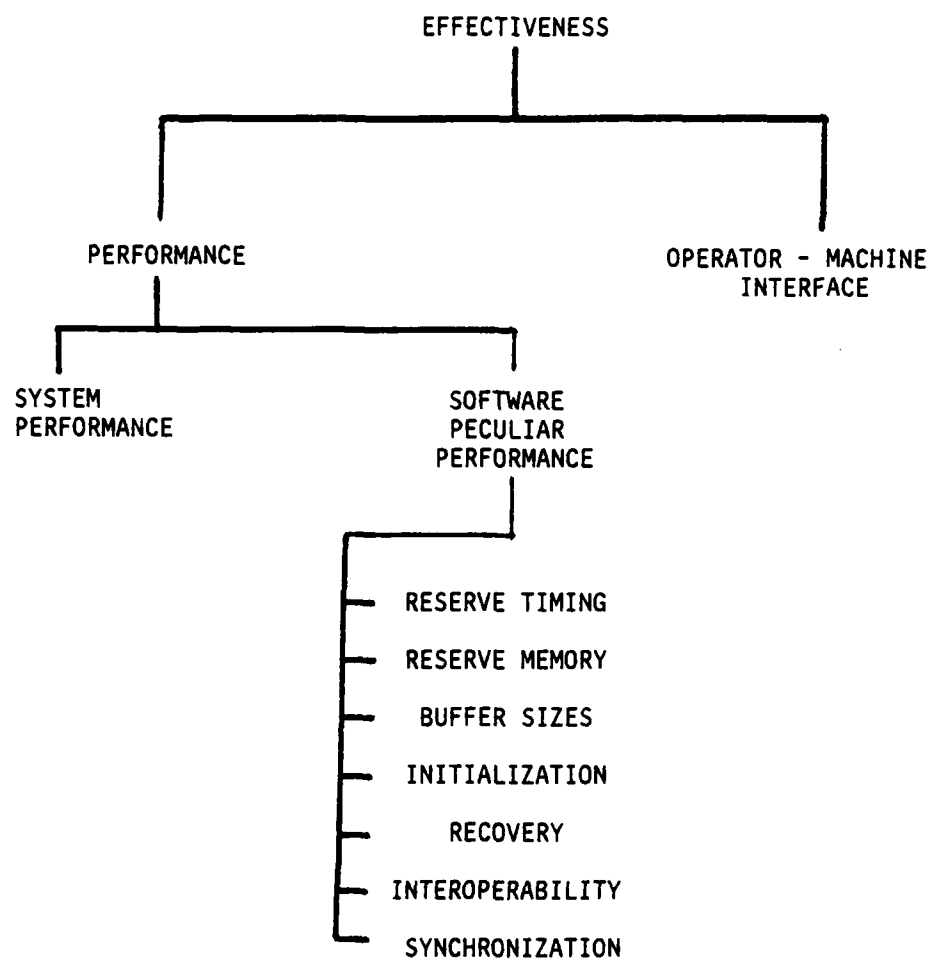 EFFECTIVENESS
PERFORMANCE
OPERATOR - MACHINE
INTERFACE
SYSTEM
PERFORMANCE
SOFTWARE
PECULIAR
PERFORMANCE
RESERVE TIMING
RESERVE MEMORY
BUFFER SIZES
INITIALIZATION
RECOVERY
INTEROPERABILITY
SYNCHRONIZATION